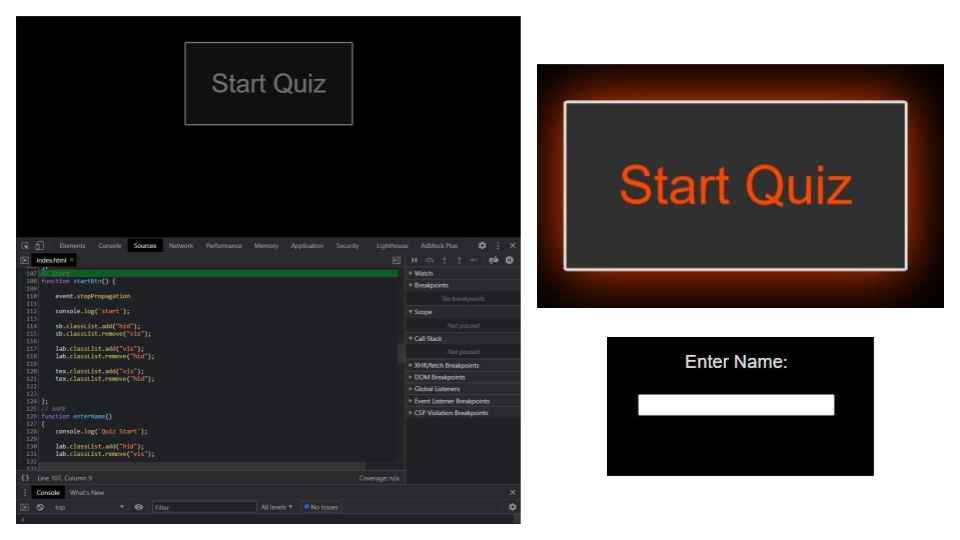 Start Quiz
Elements Console Sources Network Performance Memory Application Security Lighthouse Adblock Plus
index.html ×
107 // Start
108 function startBtn() {
109
110 event.stopPropagation
111
112 console.log(`start`);
113
114 sb.classList.add("hid");
115 sb.classList.remove("vis");
116
117 lab.classList.add("vis");
118 lab.classList.remove("hid");
119
120 tex.classList.add("vis");
121 tex.classList.remove("hid");
122
123
124 };
125 // NAME
126 function enterName()
127 {
128 console.log(`Quiz Start`);
129
130 lab.classList.add("hid");
131 lab.classList.remove("vis");
132
{} Line 107, Column 9
Coverage: n/a
Watch
Breakpoints
No breakpoints
Scope
Not paused
Call Stack
Not paused
XHR/fetch Breakpoints
DOM Breakpoints
Global Listeners
Event Listener Breakpoints
CSP Violation Breakpoints
Console What's New
top Filter All levels No Issues
Start Quiz
Enter Name: